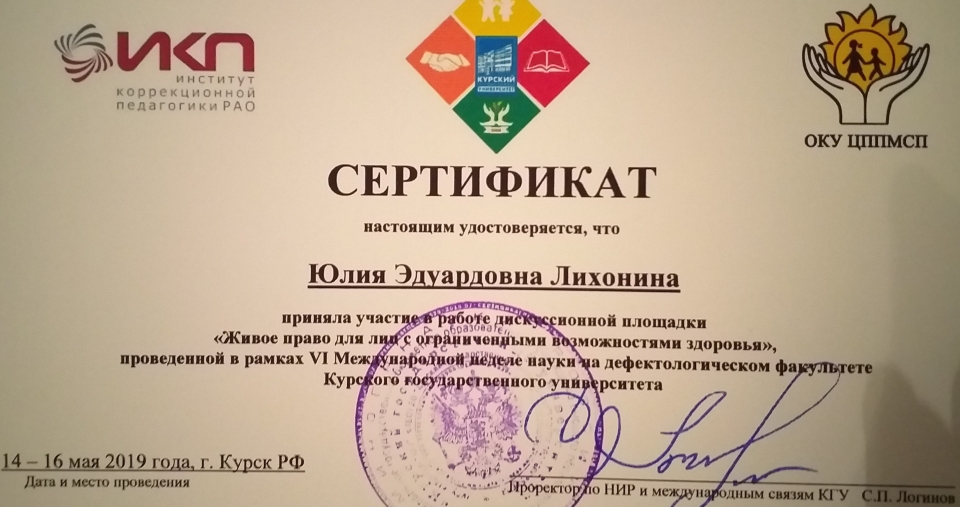 ИКП
ИНСТИТУТ
КОРРЕКЦИОННОЙ
ПЕДАГОГИКИ РАО
КУРСКИЙ
УНИВЕРСИТЕТ
ОКУ ЦППМСП
СЕРТИФИКАТ
настоящим удостоверяется, что
Юлия Эдуардовна Лихонина
приняла участие в работе дискуссионной площадки
«Живое право для лиц с ограниченными возможностями здоровья»,
проведенной в рамках VI Международной неделе науки на дефектологическом факультете
Курского государственного университета
14 – 16 мая 2019 года, г. Курск РФ
Дата и место проведения
Проректор по НИР и международным связям КГУ С.П. Логинов